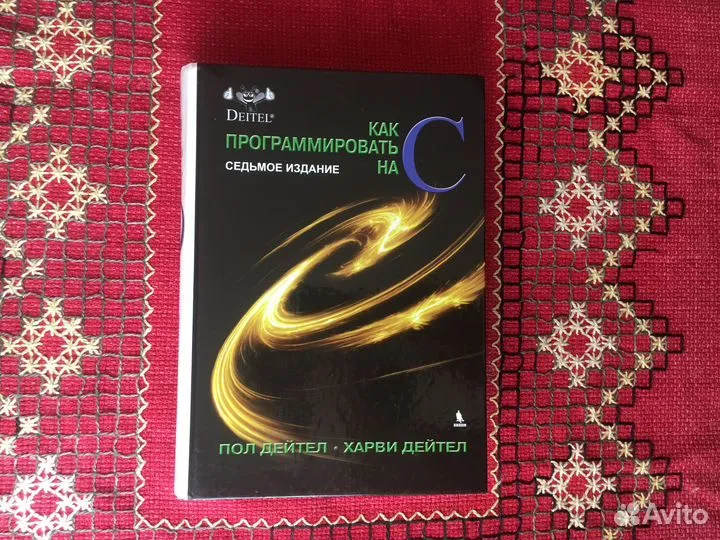 DEITEL®
КАК
ПРОГРАММИРОВАТЬ
НА
C
СЕДЬМОЕ ИЗДАНИЕ
ПОЛ ДЕЙТЕЛ · ХАРВИ ДЕЙТЕЛ
Avito